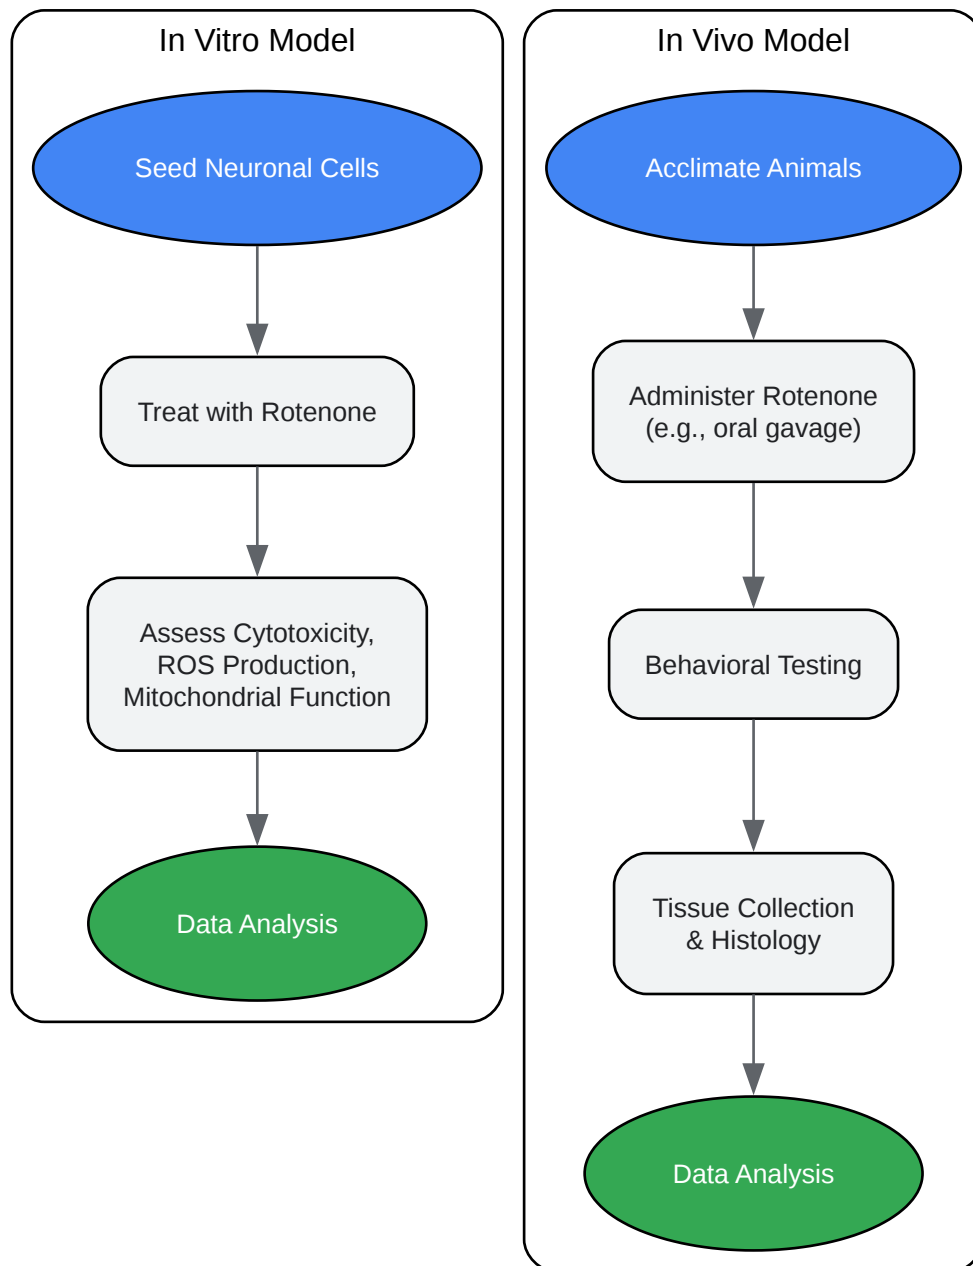 In Vitro Model
Seed Neuronal Cells
Treat with Rotenone
Assess Cytotoxicity,
ROS Production,
Mitochondrial Function
Data Analysis
In Vivo Model
Acclimate Animals
Administer Rotenone
(e.g., oral gavage)
Behavioral Testing
Tissue Collection
& Histology
Data Analysis